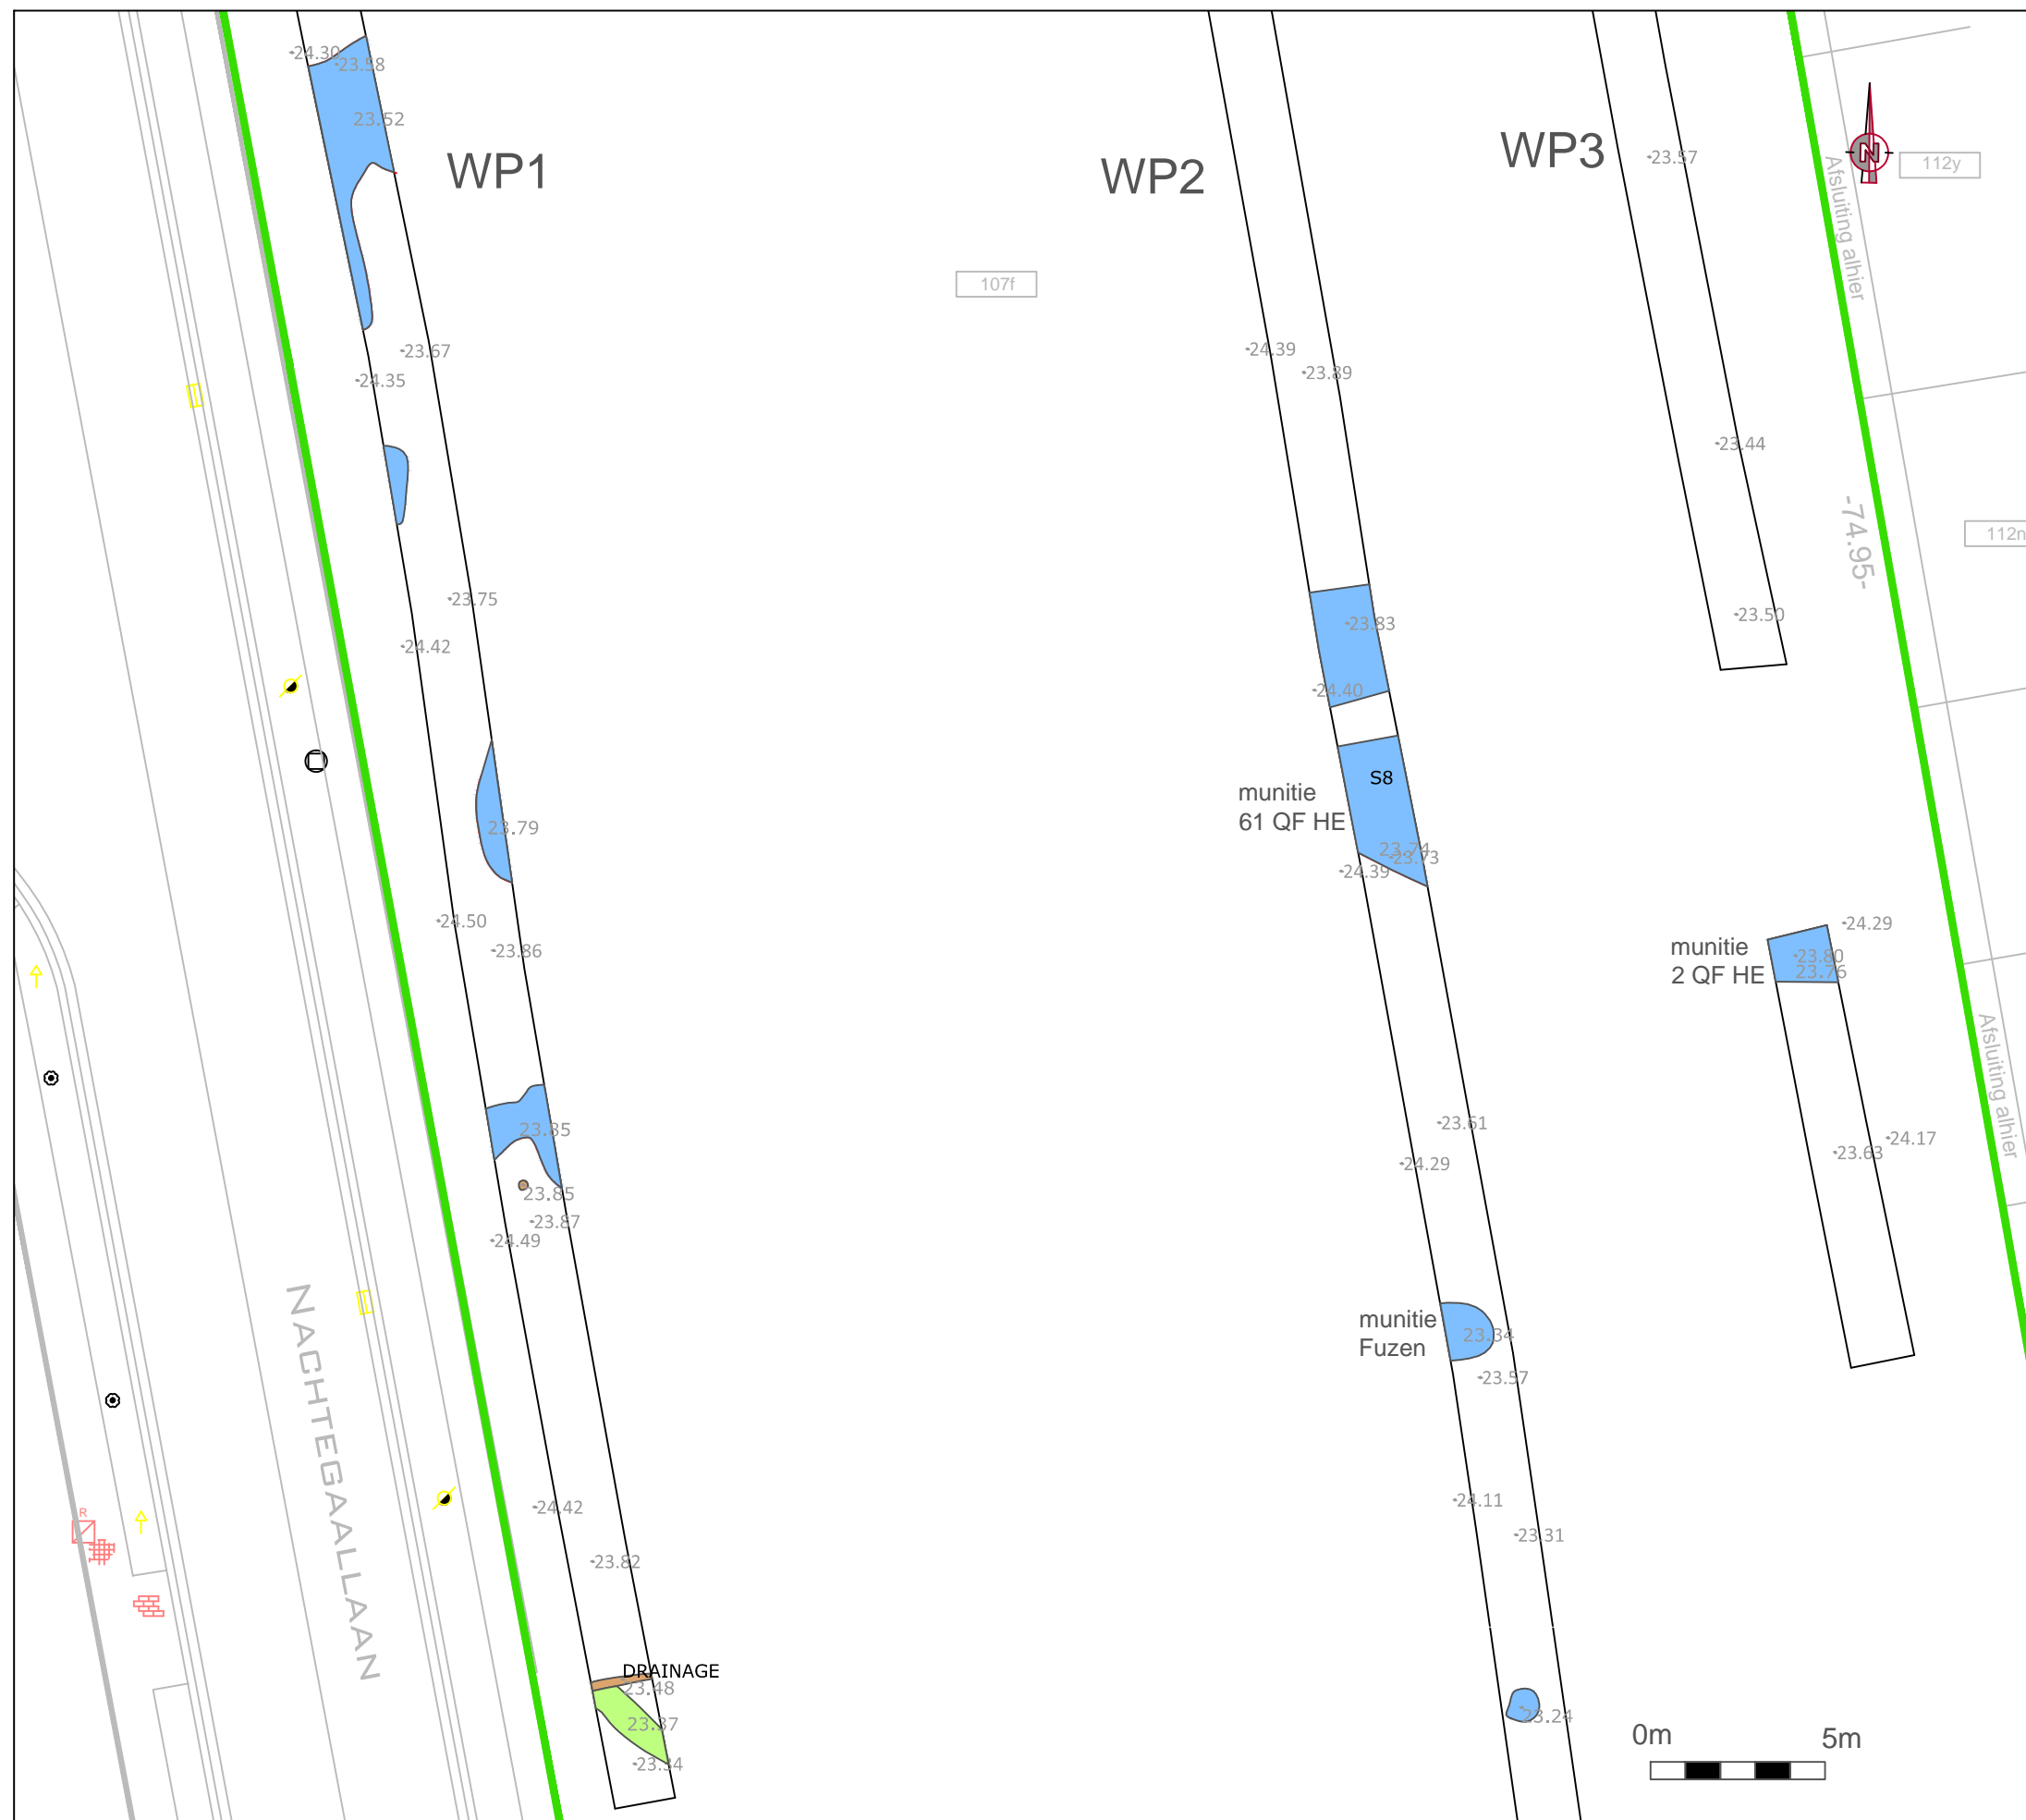 24.30
23.58
23.52
WP1
WP2
WP3
23.57
N
112y
Afsluiting alhier
107f
24.39
23.89
23.67
24.35
23.44
-74.95-
112n
23.75
24.42
23.83
23.50
24.40
S8
munitie
61 QF HE
23.79
23.74
23.73
24.39
24.50
23.86
munitie
2 QF HE
24.29
23.80
23.76
Afsluiting alhier
23.85
23.61
24.29
24.17
23.63
23.85
23.87
24.49
NACHTEGAALLAAN
munitie
Fuzen
23.34
23.57
24.42
24.11
23.31
R
23.82
DRAINAGE
23.48
23.37
23.34
23.24
0m
5m